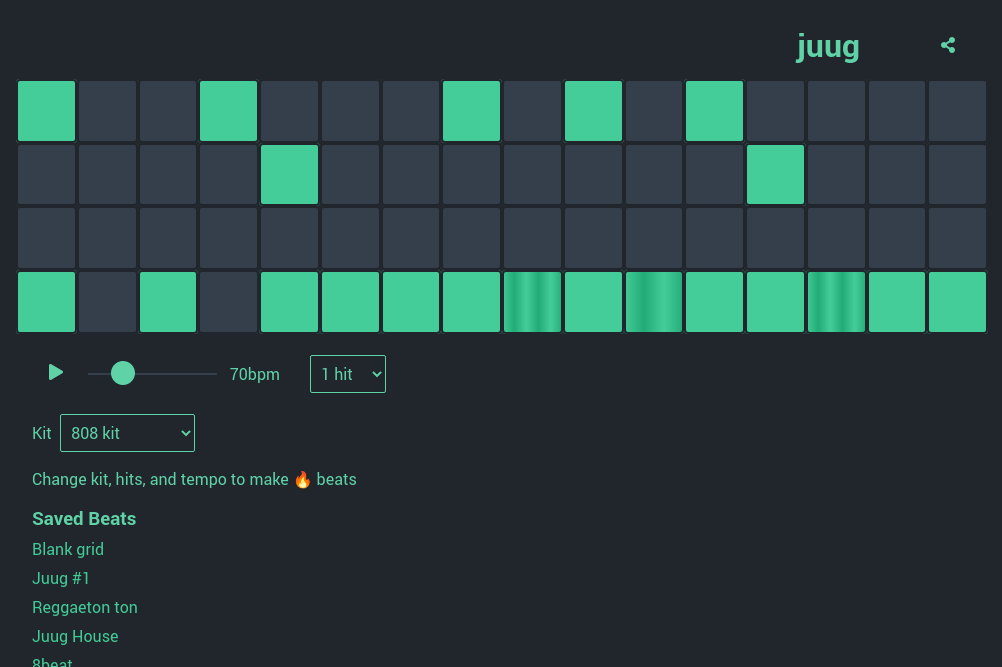 juug
70bpm
1 hit
Kit
808 kit
Change kit, hits, and tempo to make 🔥 beats
Saved Beats
Blank grid
Juug #1
Reggaeton ton
Juug House
8beat